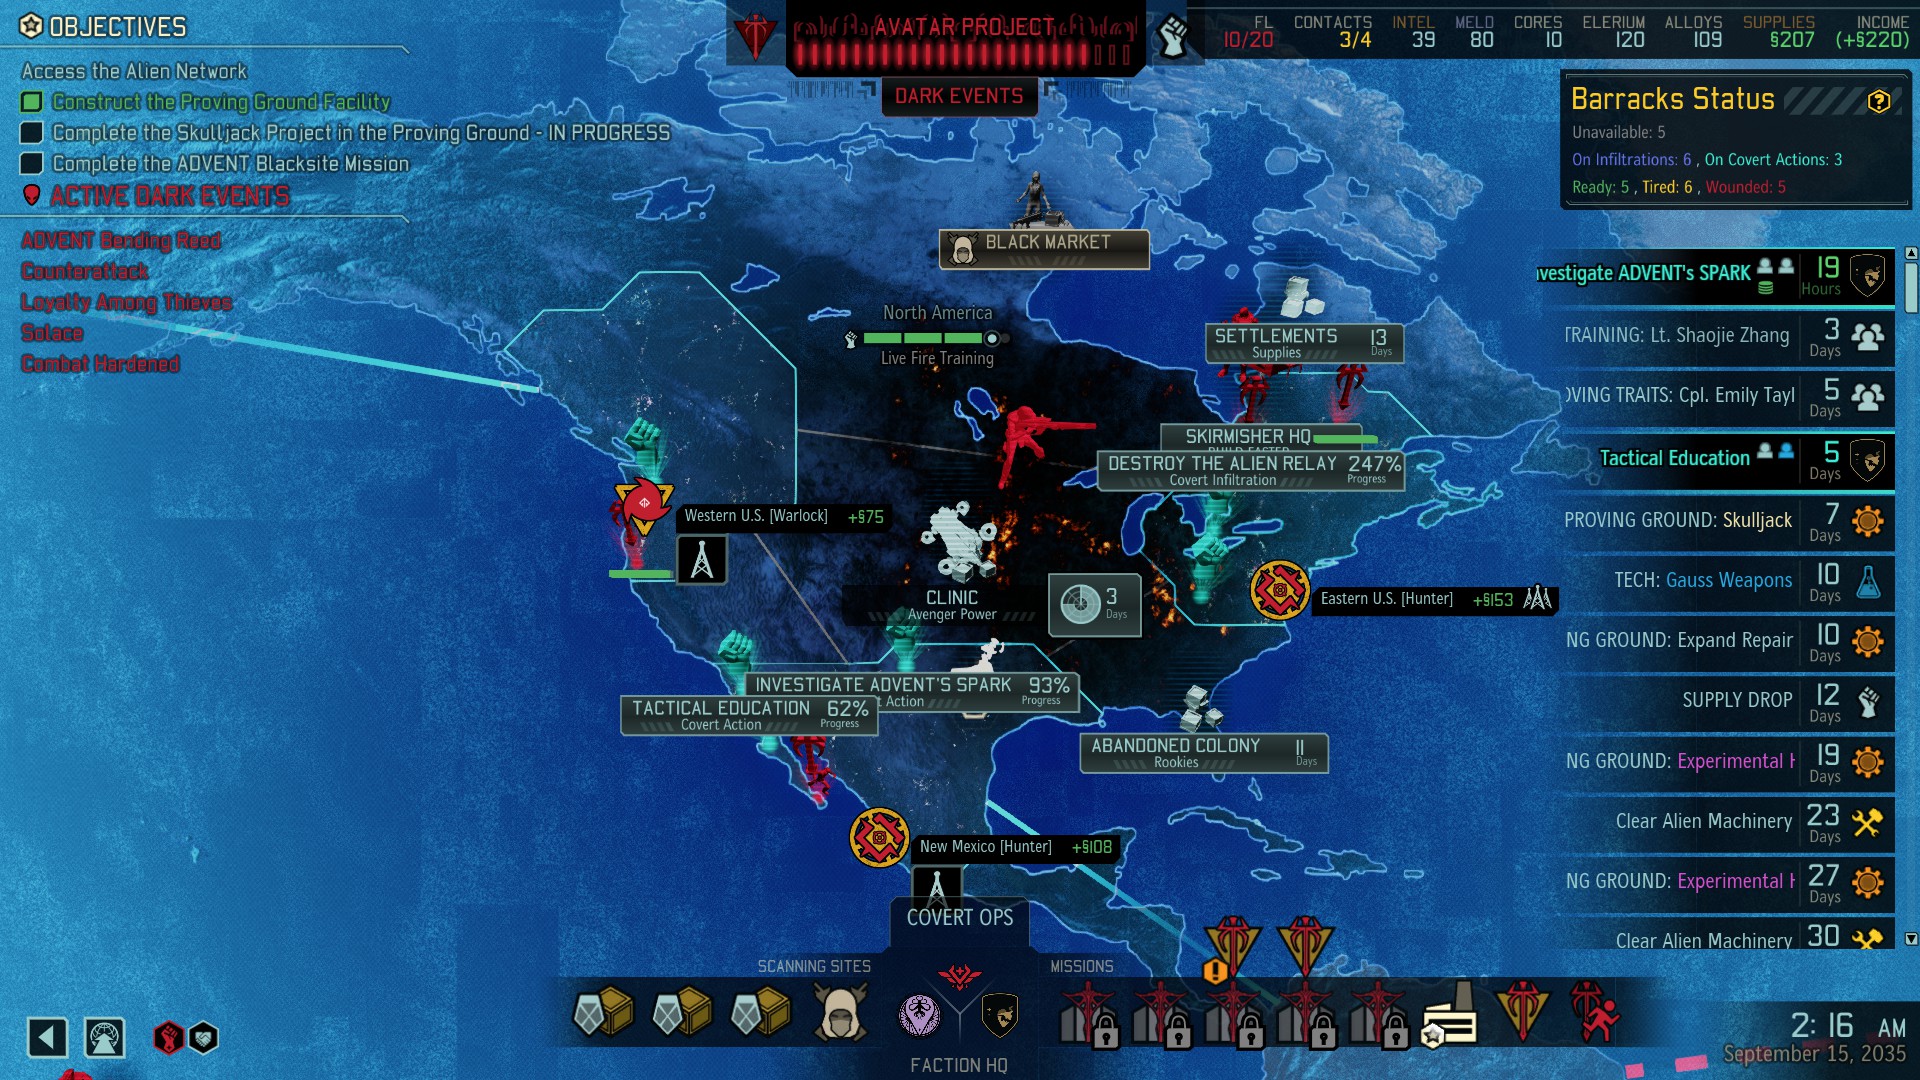 OBJECTIVES
Access the Alien Network
Construct the Proving Ground Facility
Complete the Skulljack Project in the Proving Ground - IN PROGRESS
Complete the ADVENT Blacksite Mission
ACTIVE DARK EVENTS
ADVENT Bending Reed
Counterattack
Loyalty Among Thieves
Solace
Combat Hardened
AVATAR PROJECT
DARK EVENTS
FL
10/20
CONTACTS
3/4
INTEL
39
MELD
80
CORES
10
ELERIUM
120
ALLOYS
109
SUPPLIES
§207
INCOME
(+§220)
Barracks Status
Unavailable: 5
On Infiltrations: 6 , On Covert Actions: 3
Ready: 5 , Tired: 6 , Wounded: 5
vestigate ADVENT's SPARK 19 Hours
TRAINING: Lt. Shaojie Zhang 3 Days
OVING TRAITS: Cpl. Emily Tayl 5 Days
Tactical Education 5 Days
PROVING GROUND: Skulljack 7 Days
TECH: Gauss Weapons 10 Days
NG GROUND: Expand Repair 10 Days
SUPPLY DROP 12 Days
NG GROUND: Experimental 19 Days
Clear Alien Machinery 23 Days
NG GROUND: Experimental 27 Days
Clear Alien Machinery 30
BLACK MARKET
North America
Live Fire Training
SETTLEMENTS 13
Supplies Days
SKIRMISHER HQ
BUILD FASTER
DESTROY THE ALIEN RELAY 247%
Covert Infiltration Progress
Western U.S. [Warlock] +§75
CLINIC
Avenger Power
3
Days
Eastern U.S. [Hunter] +§153
INVESTIGATE ADVENT'S SPARK 93%
t Action Progress
TACTICAL EDUCATION 62%
Covert Action Progress
ABANDONED COLONY 11
Rookies Days
New Mexico [Hunter] +§108
COVERT OPS
SCANNING SITES
MISSIONS
FACTION HQ
2:16 AM
September 15, 2035